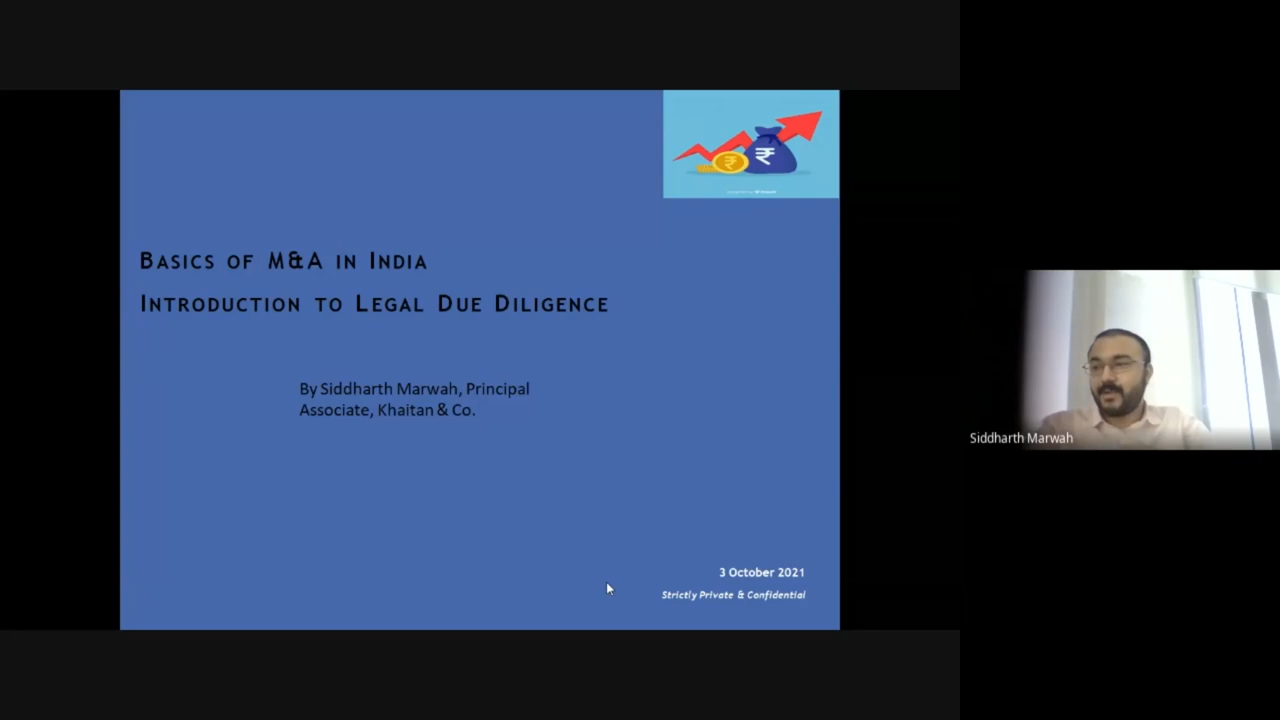 BASICS OF M&A IN INDIA
INTRODUCTION TO LEGAL DUE DILIGENCE
By Siddharth Marwah, Principal
Associate, Khaitan & Co.
3 October 2021
Strictly Private & Confidential
Siddharth Marwah
₹
₹